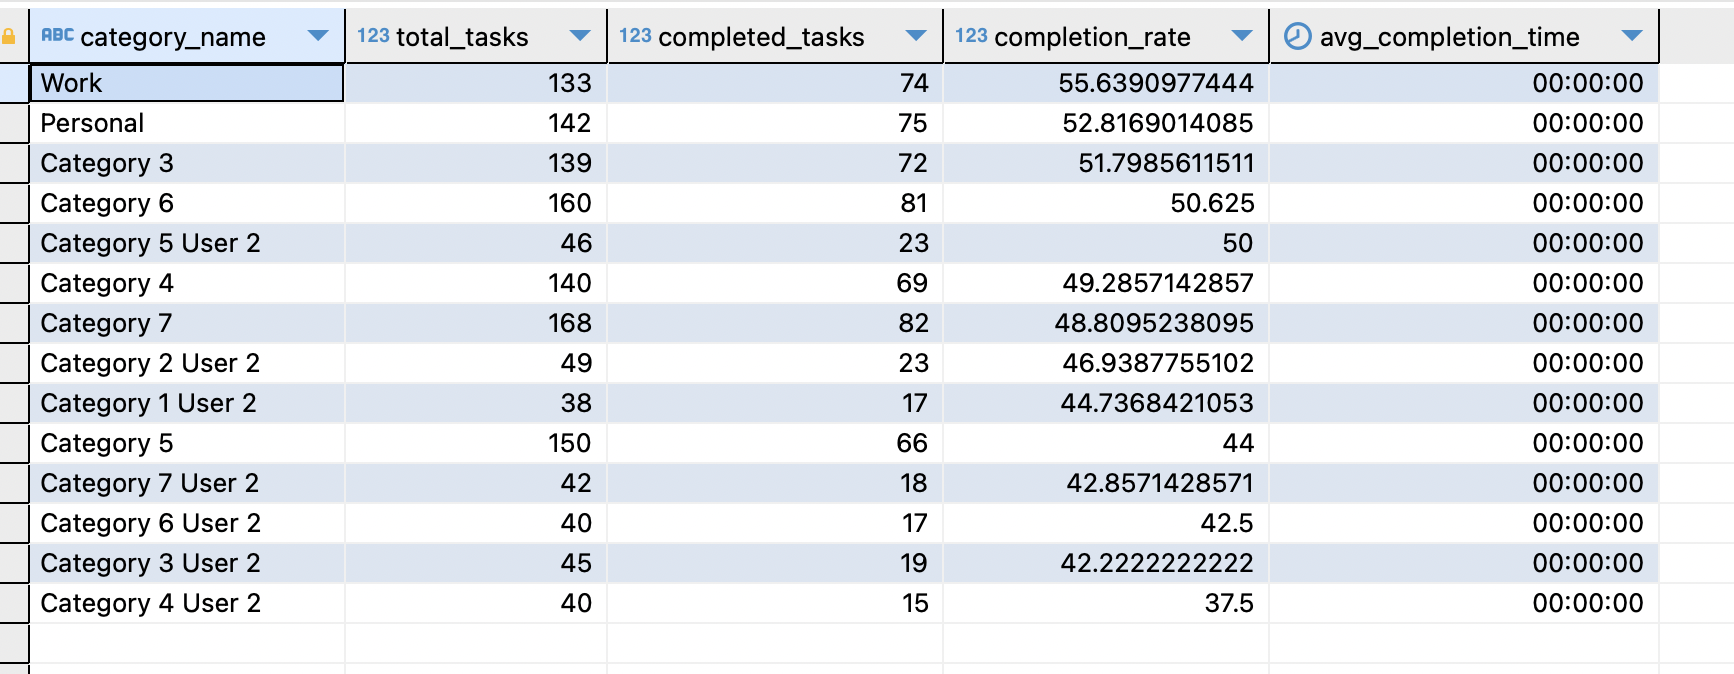 ABC category_name 123 total_tasks 123 completed_tasks 123 completion_rate avg_completion_time
Work 133 74 55.6390977444 00:00:00
Personal 142 75 52.8169014085 00:00:00
Category 3 139 72 51.7985611511 00:00:00
Category 6 160 81 50.625 00:00:00
Category 5 User 2 46 23 50 00:00:00
Category 4 140 69 49.2857142857 00:00:00
Category 7 168 82 48.8095238095 00:00:00
Category 2 User 2 49 23 46.9387755102 00:00:00
Category 1 User 2 38 17 44.7368421053 00:00:00
Category 5 150 66 44 00:00:00
Category 7 User 2 42 18 42.8571428571 00:00:00
Category 6 User 2 40 17 42.5 00:00:00
Category 3 User 2 45 19 42.2222222222 00:00:00
Category 4 User 2 40 15 37.5 00:00:00